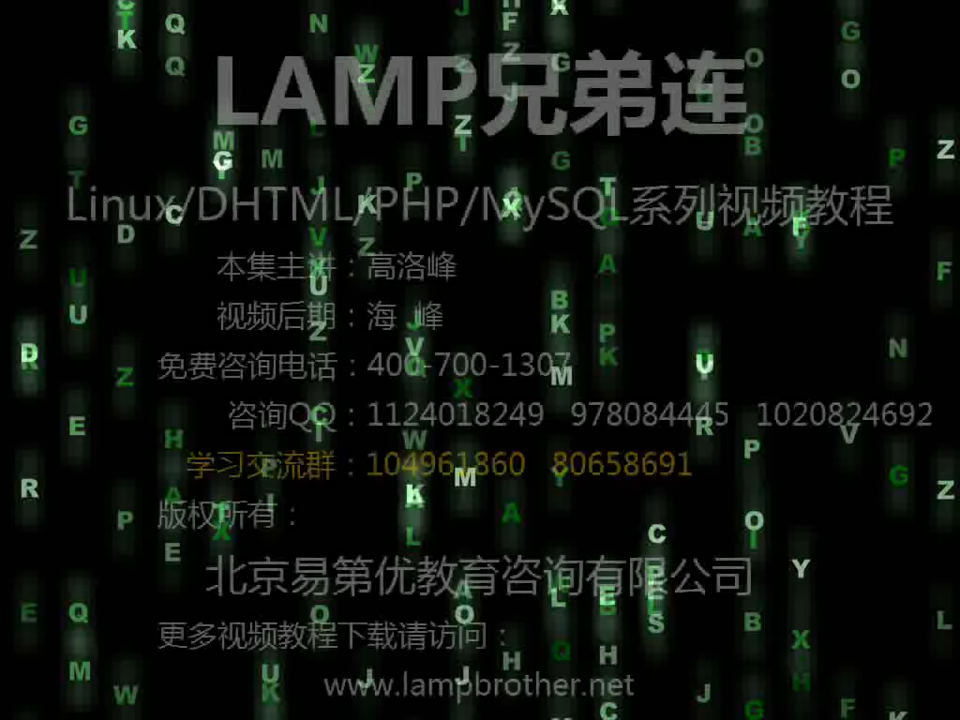 LAMP兄弟连
Linux/DHTML/PHP/MySQL系列视频教程
本集主讲：高洛峰
视频后期：海 峰
免费咨询电话：400-700-1307
咨询QQ：1124018249 978084445 1020824692
学习交流群：104961860 80658691
版权所有：
北京易第优教育咨询有限公司
更多视频教程下载请访问：
www.lampbrother.net